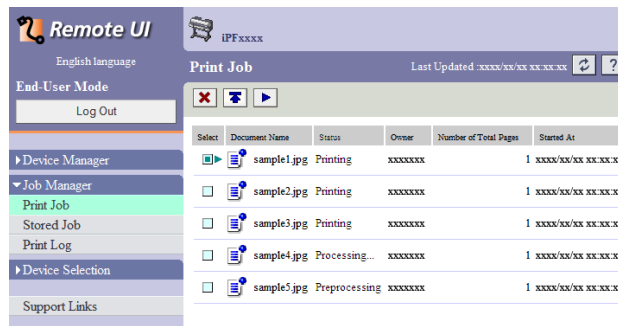 Remote UI
English language
End-User Mode
Log Out
Device Manager
Job Manager
Print Job
Stored Job
Print Log
Device Selection
Support Links
iPFxxxx
Print Job Last Updated :xxxx/xx/xx xx:xx:xx ?
Select Document Name Status Owner Number of Total Pages Started At
sample1.jpg Printing xxxxxxx 1 xxxx/xx/xx xx:xx:x
sample2.jpg Printing xxxxxxx 1 xxxx/xx/xx xx:xx:x
sample3.jpg Printing xxxxxxx 1 xxxx/xx/xx xx:xx:x
sample4.jpg Processing... xxxxxxx 1 xxxx/xx/xx xx:xx:x
sample5.jpg Preprocessing xxxxxxx 1 xxxx/xx/xx xx:xx:x